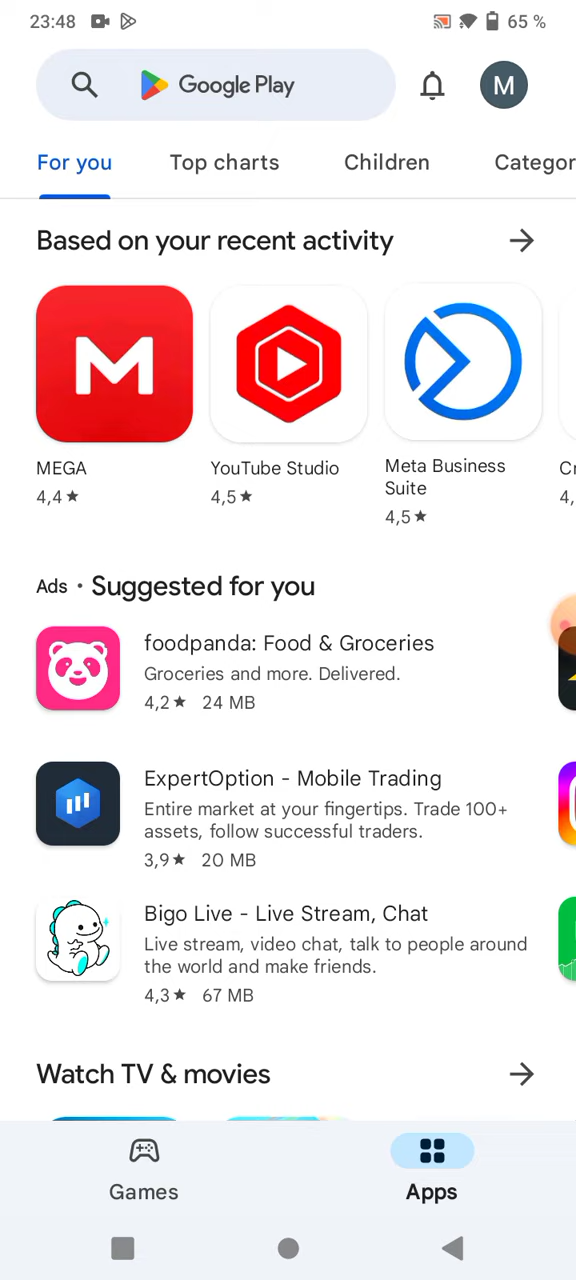 23:48
65 %
Google Play
M
For you
Top charts
Children
Categor
Based on your recent activity
MEGA
4,4★
YouTube Studio
4,5★
Meta Business
Suite
4,5★
Cr
4,
Ads • Suggested for you
foodpanda: Food & Groceries
Groceries and more. Delivered.
4,2★ 24 MB
ExpertOption - Mobile Trading
Entire market at your fingertips. Trade 100+
assets, follow successful traders.
3,9★ 20 MB
Bigo Live - Live Stream, Chat
Live stream, video chat, talk to people around
the world and make friends.
4,3★ 67 MB
Watch TV & movies
Games
Apps